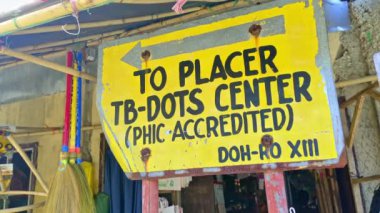 TO PLACER
TB-DOTS CENTER
(PHIC-ACCREDITED)
DOH-RO XIII